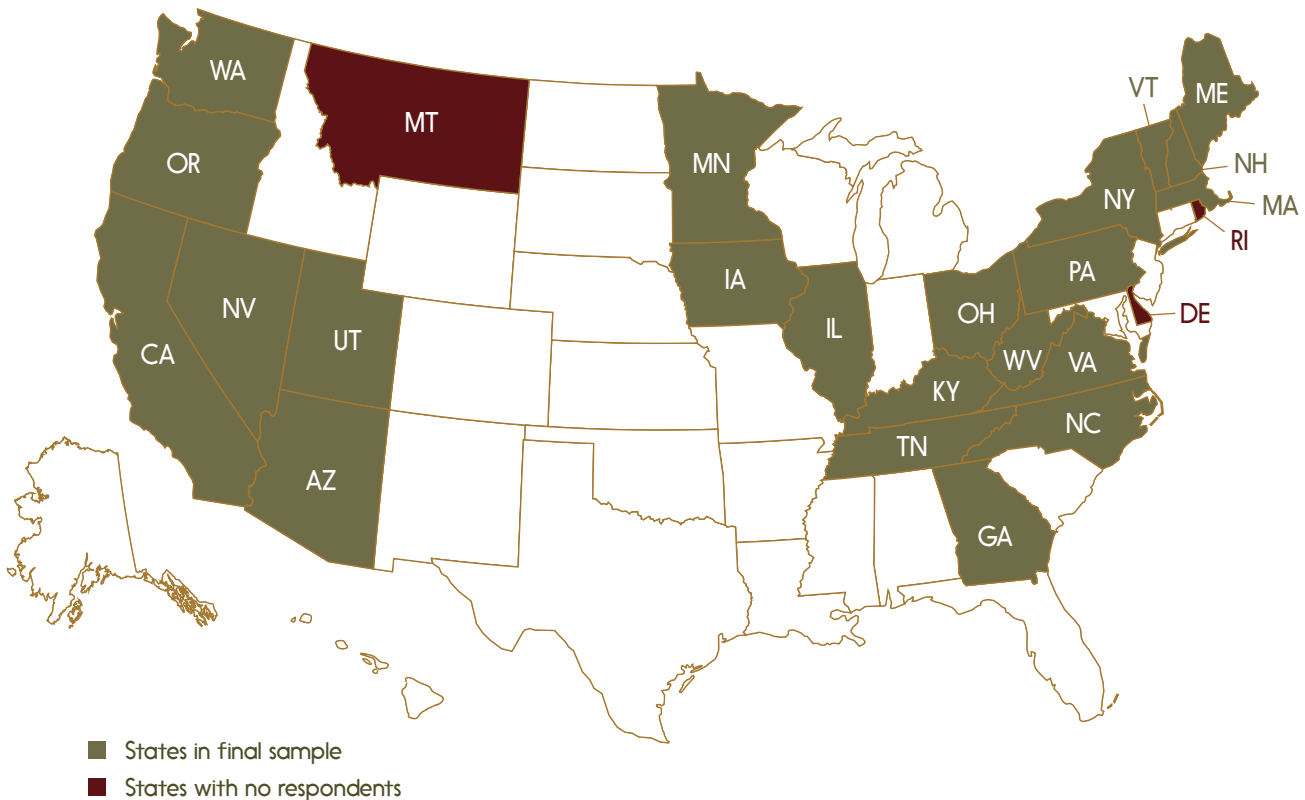 WA
MT
OR
MN
VT
ME
NH
NY
MA
RI
PA
IA
NV
OH
DE
IL
UT
CA
WV
VA
KY
NC
TN
AZ
GA
States in final sample
States with no respondents